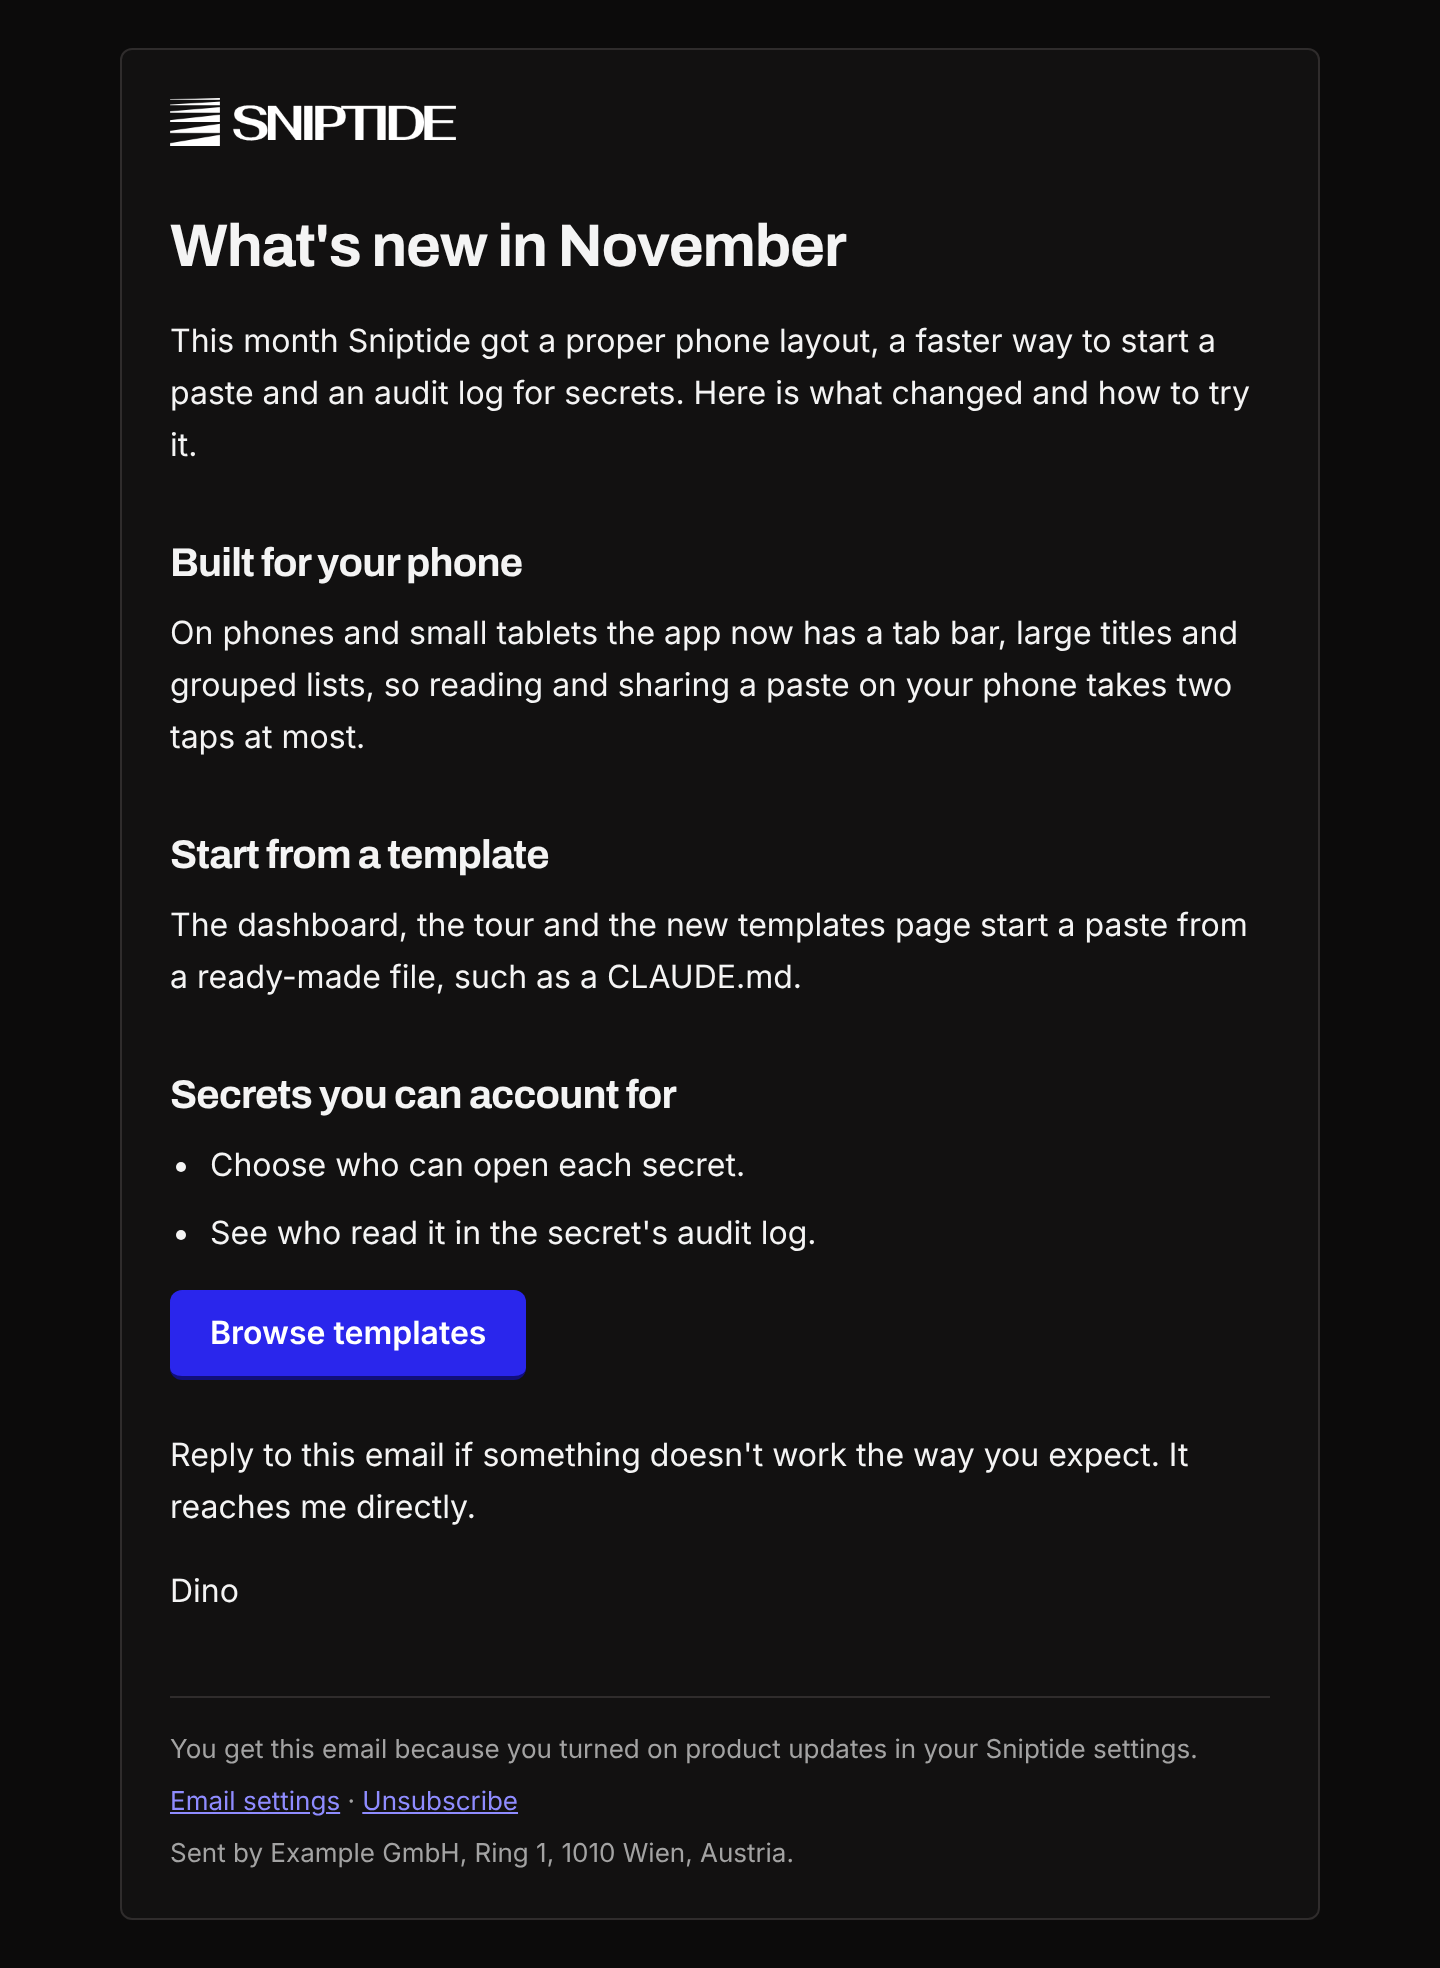 SNIPTIDE
What's new in November
This month Sniptide got a proper phone layout, a faster way to start a
paste and an audit log for secrets. Here is what changed and how to try
it.
Built for your phone
On phones and small tablets the app now has a tab bar, large titles and
grouped lists, so reading and sharing a paste on your phone takes two
taps at most.
Start from a template
The dashboard, the tour and the new templates page start a paste from
a ready-made file, such as a CLAUDE.md.
Secrets you can account for
• Choose who can open each secret.
• See who read it in the secret's audit log.
Browse templates
Reply to this email if something doesn't work the way you expect. It
reaches me directly.
Dino
You get this email because you turned on product updates in your Sniptide settings.
Email settings · Unsubscribe
Sent by Example GmbH, Ring 1, 1010 Wien, Austria.